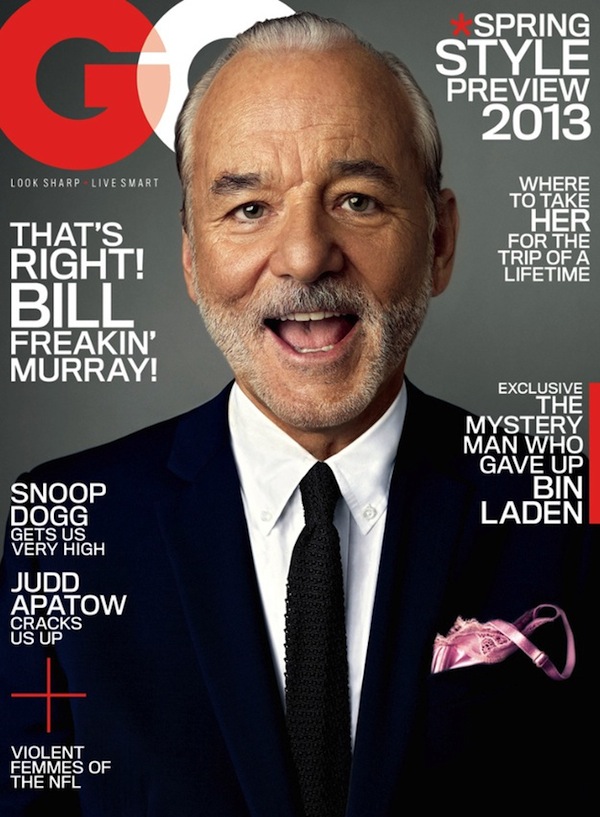 GQ
*SPRING
STYLE
PREVIEW
2013
LOOK SHARP · LIVE SMART
WHERE
TO TAKE
HER
FOR THE
TRIP OF A
LIFETIME
THAT'S
RIGHT!
BILL
FREAKIN'
MURRAY!
EXCLUSIVE
THE
MYSTERY
MAN WHO
GAVE UP
BIN
LADEN
SNOOP
DOGG
GETS US
VERY HIGH
JUDD
APATOW
CRACKS
US UP
+
VIOLENT
FEMMES OF
THE NFL